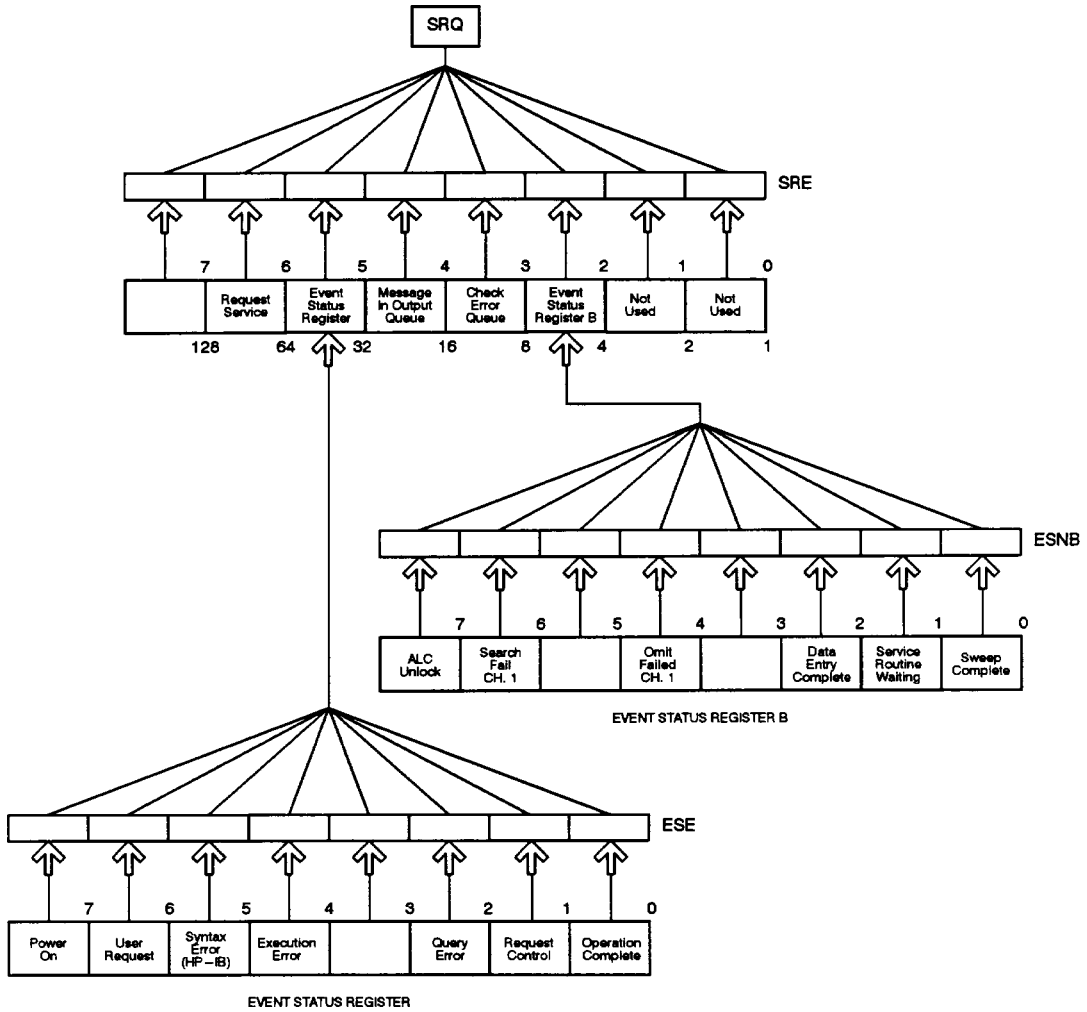 SRQ
SRE
7 6 5 4 3 2 1 0
Request
Service
Event
Status
Register
Message
In Output
Queue
Check
Error
Queue
Event
Status
Register B
Not
Used
Not
Used
128 64 32 16 8 4 2 1
ESNB
7 6 5 4 3 2 1 0
ALC
Unlock
Search
Fail
CH. 1
Omit
Failed
CH. 1
Data
Entry
Complete
Service
Routine
Waiting
Sweep
Complete
EVENT STATUS REGISTER B
ESE
7 6 5 4 3 2 1 0
Power
On
User
Request
Syntax
Error
(HP-IB)
Execution
Error
Query
Error
Request
Control
Operation
Complete
EVENT STATUS REGISTER